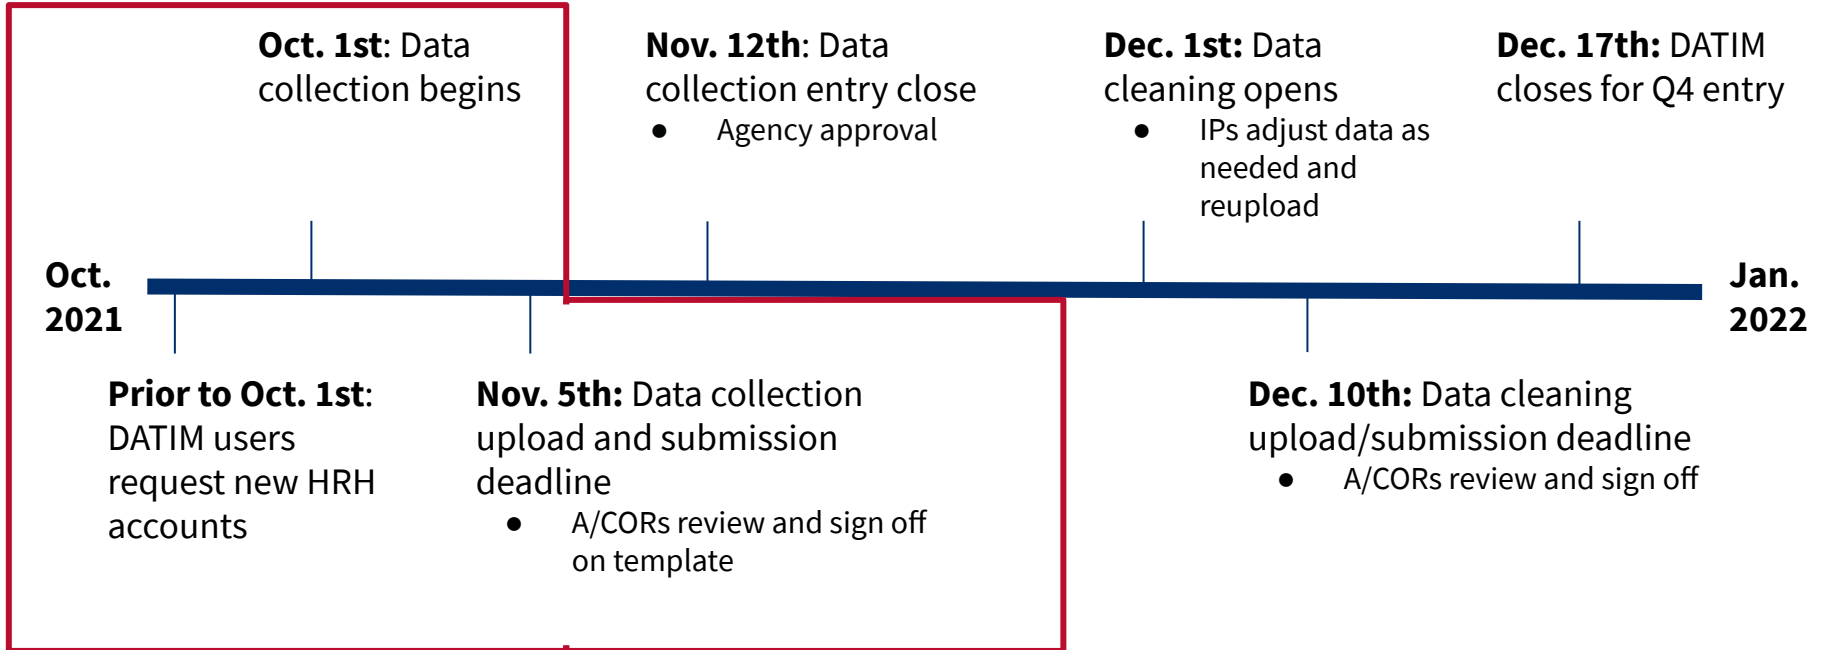 Oct. 1st: Data
collection begins
Nov. 12th: Data
collection entry close
● Agency approval
Dec. 1st: Data
cleaning opens
● IPs adjust data as
needed and
reupload
Dec. 17th: DATIM
closes for Q4 entry
Oct.
2021
Jan.
2022
Prior to Oct. 1st:
DATIM users
request new HRH
accounts
Nov. 5th: Data collection
upload and submission
deadline
● A/CORs review and sign off
on template
Dec. 10th: Data cleaning
upload/submission deadline
● A/CORs review and sign off